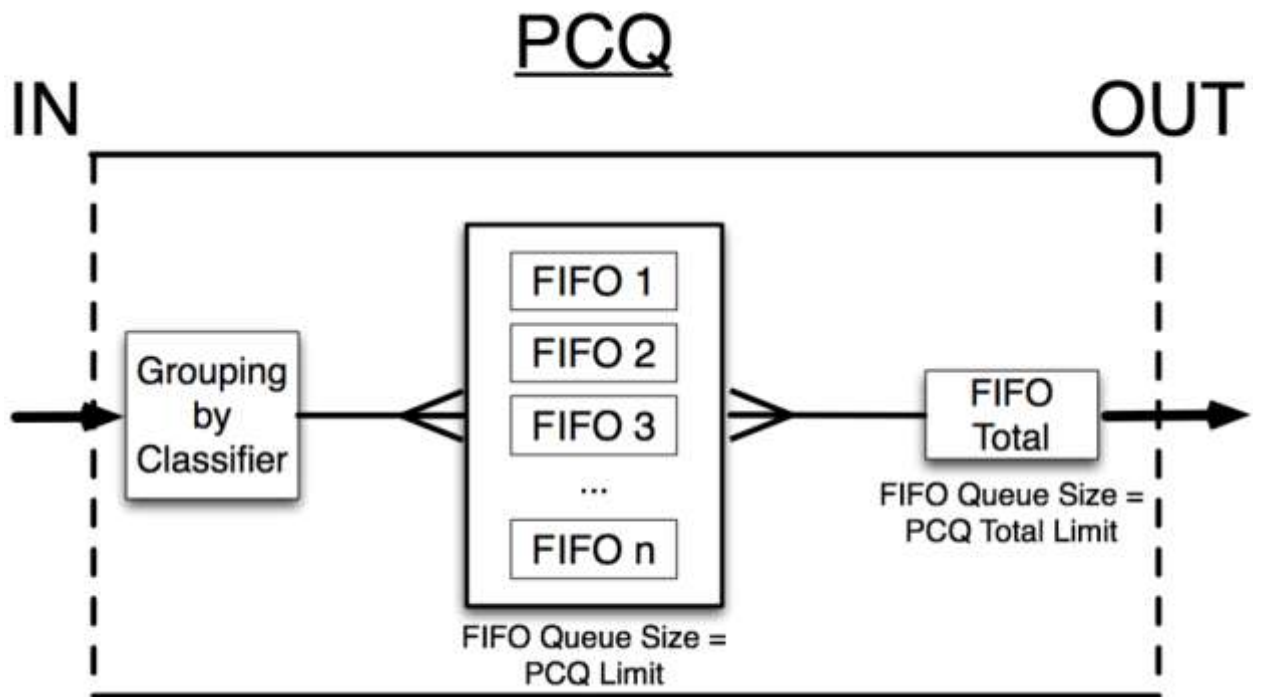 PCQ
IN
OUT
Grouping
by
Classifier
FIFO 1
FIFO 2
FIFO 3
...
FIFO n
FIFO Queue Size =
PCQ Limit
FIFO
Total
FIFO Queue Size =
PCQ Total Limit